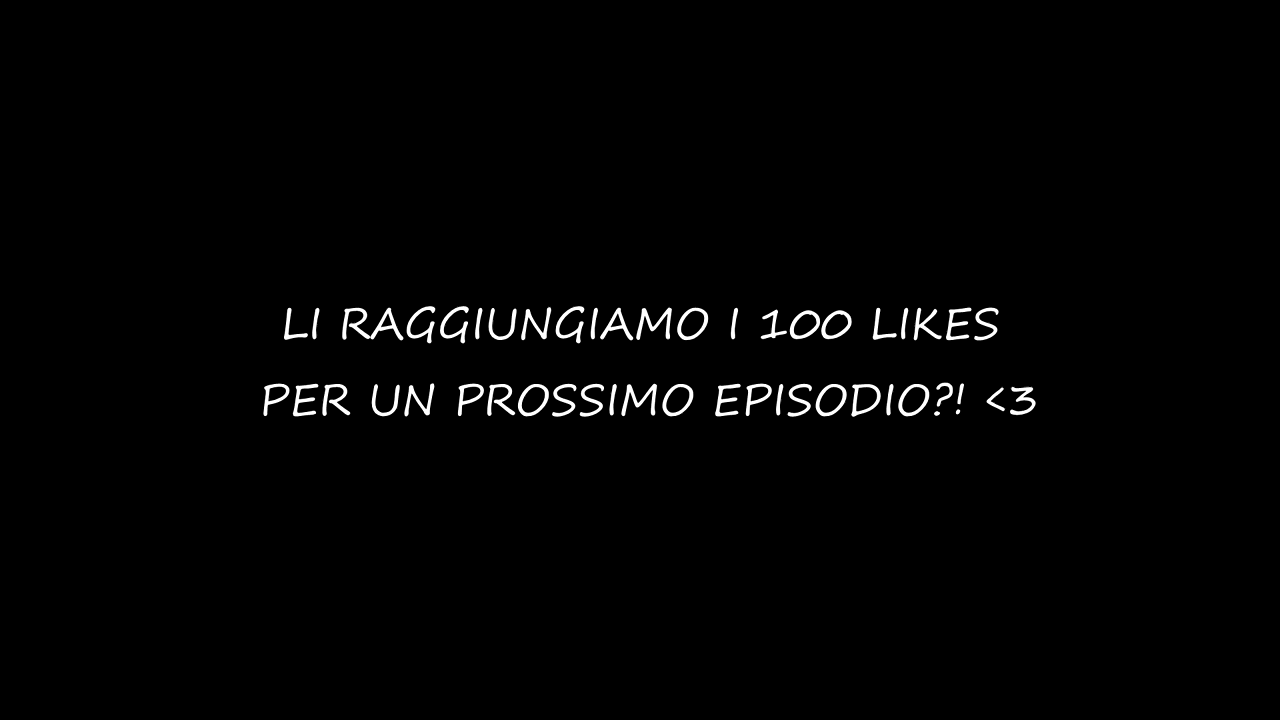 LI RAGGIUNGIAMO I 100 LIKES
PER UN PROSSIMO EPISODIO?! <3